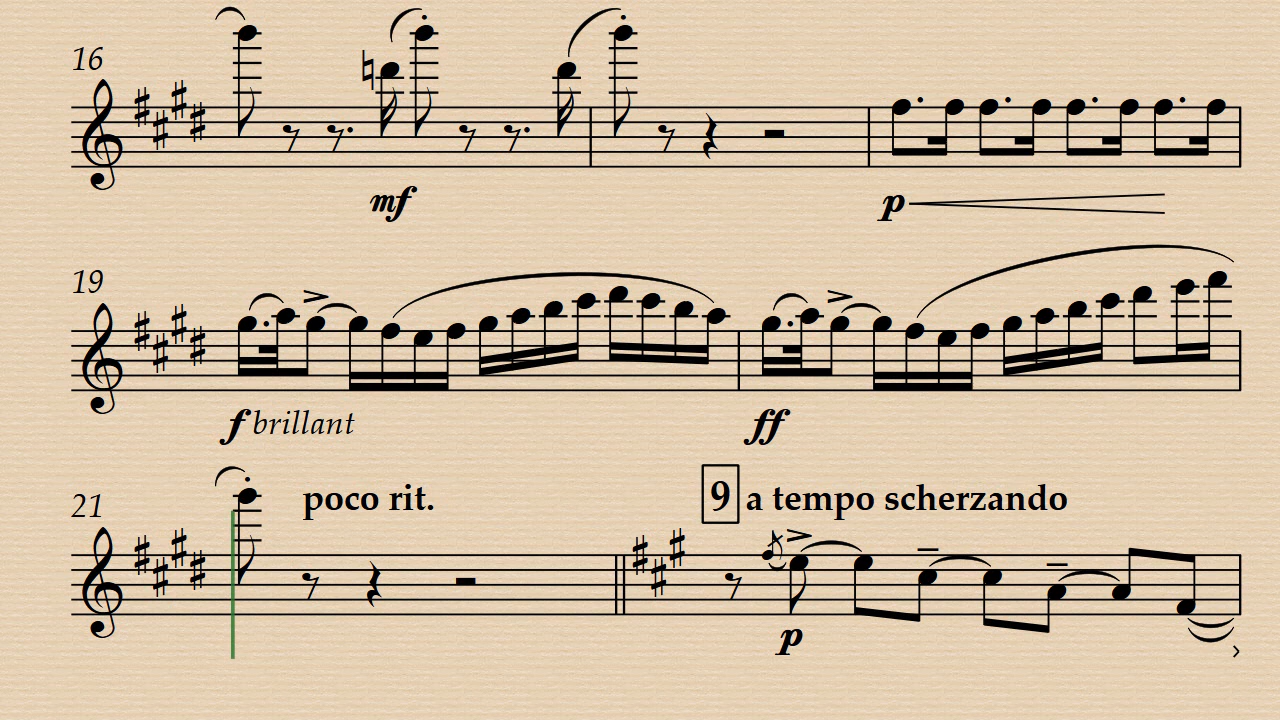 16
mf
p
19
f brillant
ff
21 poco rit. 9 a tempo scherzando
p